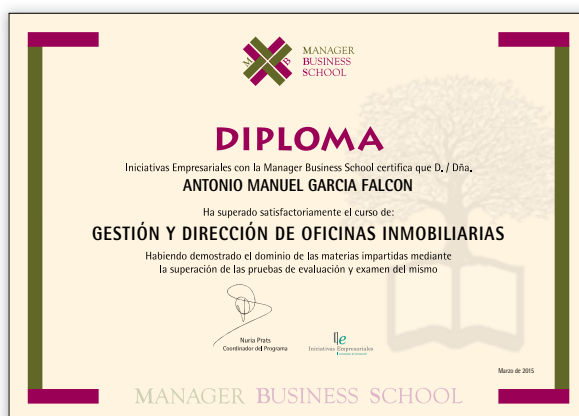 M B
MANAGER
BUSINESS
SCHOOL
DIPLOMA
Iniciativas Empresariales con la Manager Business School certifica que D. / Dña.
ANTONIO MANUEL GARCIA FALCON
Ha superado satisfactoriamente el curso de:
GESTIÓN Y DIRECCIÓN DE OFICINAS INMOBILIARIAS
Habiendo demostrado el dominio de las materias impartidas mediante
la superación de las pruebas de evaluación y examen del mismo
Nuria Prats
Coordinador del Programa
Iniciativas Empresariales
Marzo de 2015
MANAGER BUSINESS SCHOOL